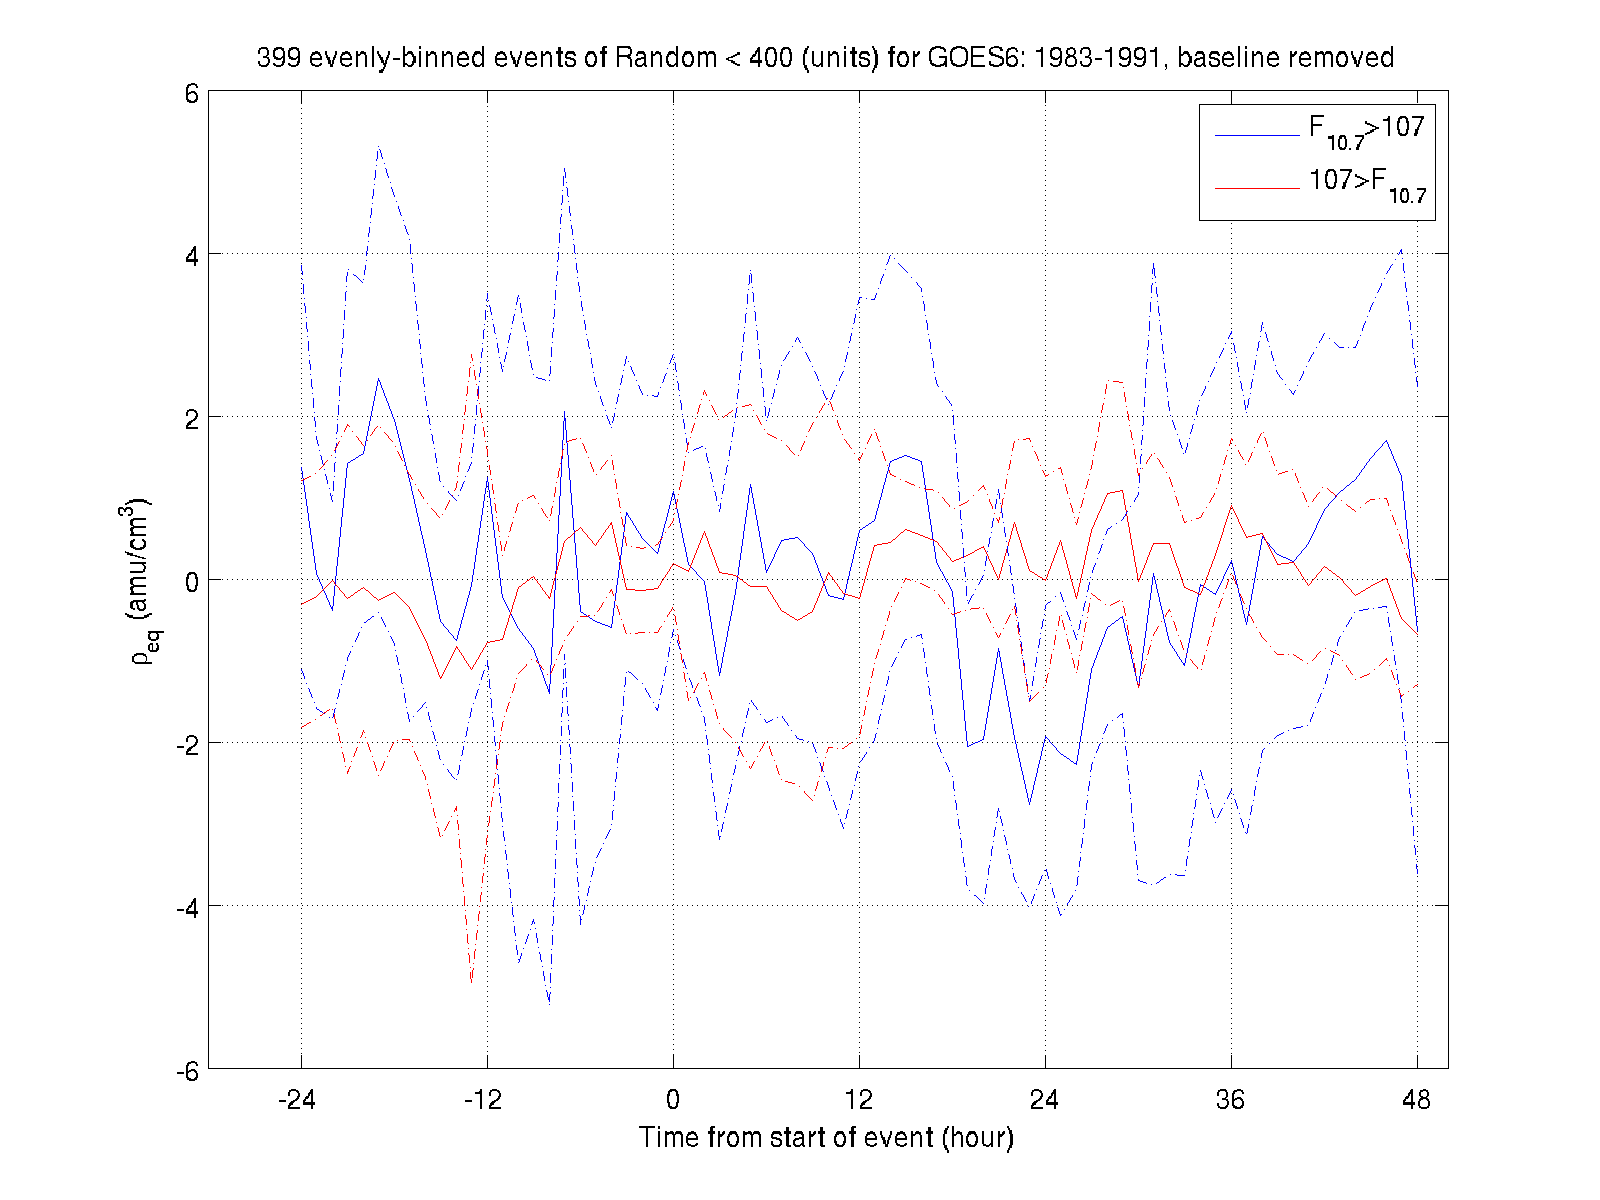 399 evenly-binned events of Random < 400 (units) for GOES6: 1983-1991, baseline removed
F10.7>107
107>F10.7
6
4
2
0
-2
-4
-6
ρeq (amu/cm³)
-24 -12 0 12 24 36 48
Time from start of event (hour)